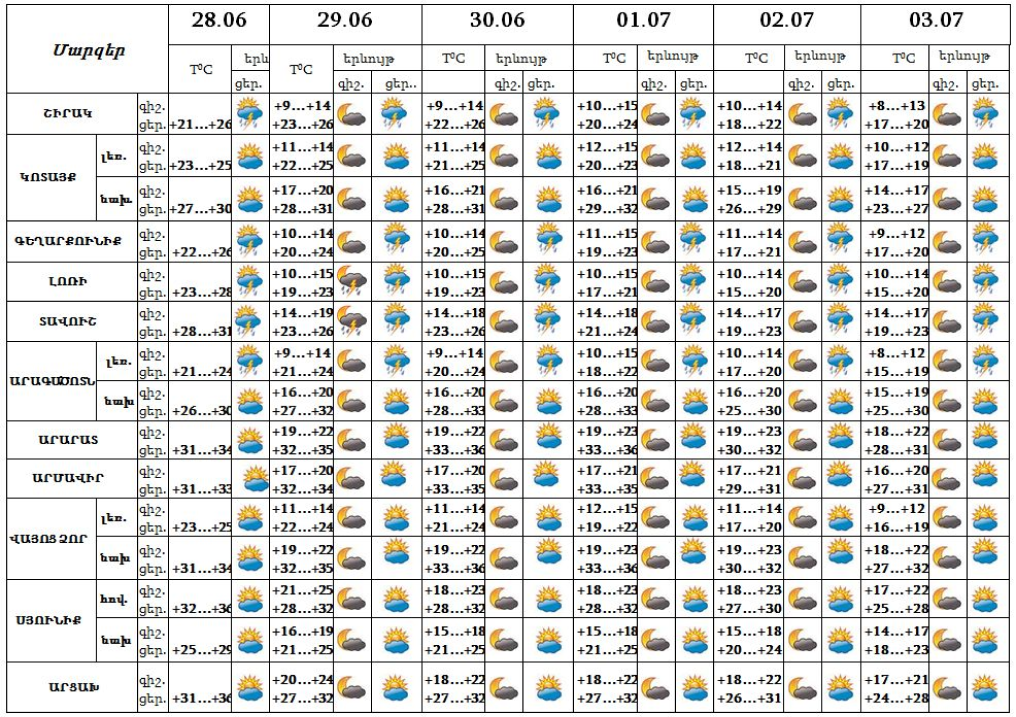 Մարզեր 28.06 29.06 30.06 01.07 02.07 03.07
T⁰C երև T⁰C երևույթ T⁰C երևույթ T⁰C երևույթ T⁰C երևույթ T⁰C երևույթ
ցեր. գիշ. ցեր.. գիշ. ցեր. գիշ. ցեր. գիշ. ցեր. գիշ. ցեր.
ՇԻՐԱԿ գիշ. +9…+14 +9…+14 +10…+15 +10…+14 +8…+13
ցեր. +21…+26 +23…+26 +22…+26 +20…+24 +18…+22 +17…+20
ԿՈՏԱՅՔ լեռ. գիշ. +11…+14 +11…+14 +12…+15 +12…+14 +10…+12
ցեր. +23…+25 +22…+25 +21…+25 +20…+23 +18…+21 +17…+19
նախ. գիշ. +17…+20 +16…+21 +16…+21 +15…+19 +14…+17
ցեր. +27…+30 +28…+31 +28…+31 +29…+32 +26…+29 +23…+27
ԳԵՂԱՐՔՈՒՆԻՔ գիշ. +10…+14 +10…+14 +11…+15 +11…+14 +9…+12
ցեր. +22…+26 +20…+24 +20…+25 +19…+23 +17…+21 +17…+20
ԼՈՌԻ գիշ. +10…+15 +10…+15 +10…+15 +10…+14 +10…+14
ցեր. +23…+28 +19…+23 +19…+23 +17…+21 +15…+20 +15…+20
ՏԱՎՈՒՇ գիշ. +14…+19 +14…+18 +14…+18 +14…+17 +14…+17
ցեր. +28…+31 +23…+26 +23…+26 +21…+24 +19…+23 +19…+23
ԱՐԱԳԱԾՈՏՆ լեռ. գիշ. +9…+14 +9…+14 +10…+15 +10…+14 +8…+12
ցեր. +21…+24 +21…+24 +20…+24 +18…+22 +17…+20 +15…+19
նախ գիշ. +16…+20 +16…+20 +16…+20 +16…+20 +15…+19
ցեր. +26…+30 +27…+32 +28…+33 +28…+33 +25…+30 +25…+30
ԱՐԱՐԱՏ գիշ. +19…+22 +19…+22 +19…+23 +19…+23 +18…+22
ցեր. +31…+34 +32…+35 +33…+36 +33…+36 +30…+32 +28…+31
ԱՐՄԱՎԻՐ գիշ. +17…+20 +17…+20 +17…+21 +17…+21 +16…+20
ցեր. +31…+33 +32…+34 +33…+35 +33…+35 +29…+31 +27…+31
ՎԱՅՈՑ ՁՈՐ լեռ. գիշ. +11…+14 +11…+14 +12…+15 +11…+14 +9…+12
ցեր. +23…+25 +22…+24 +21…+24 +19…+22 +17…+20 +16…+19
նախ գիշ. +19…+22 +19…+22 +19…+23 +19…+23 +18…+22
ցեր. +31…+34 +32…+35 +33…+36 +33…+36 +30…+32 +27…+32
ՍՅՈՒՆԻՔ հով. գիշ. +21…+25 +18…+23 +18…+23 +18…+23 +17…+22
ցեր. +32…+36 +28…+32 +28…+32 +28…+32 +27…+30 +25…+28
նախ գիշ. +16…+19 +15…+18 +15…+18 +15…+18 +14…+17
ցեր. +25…+29 +21…+25 +21…+25 +21…+25 +20…+24 +18…+23
ԱՐՑԱԽ գիշ. +20…+24 +18…+22 +18…+22 +18…+22 +17…+21
ցեր. +31…+36 +27…+32 +27…+32 +27…+32 +26…+31 +24…+28